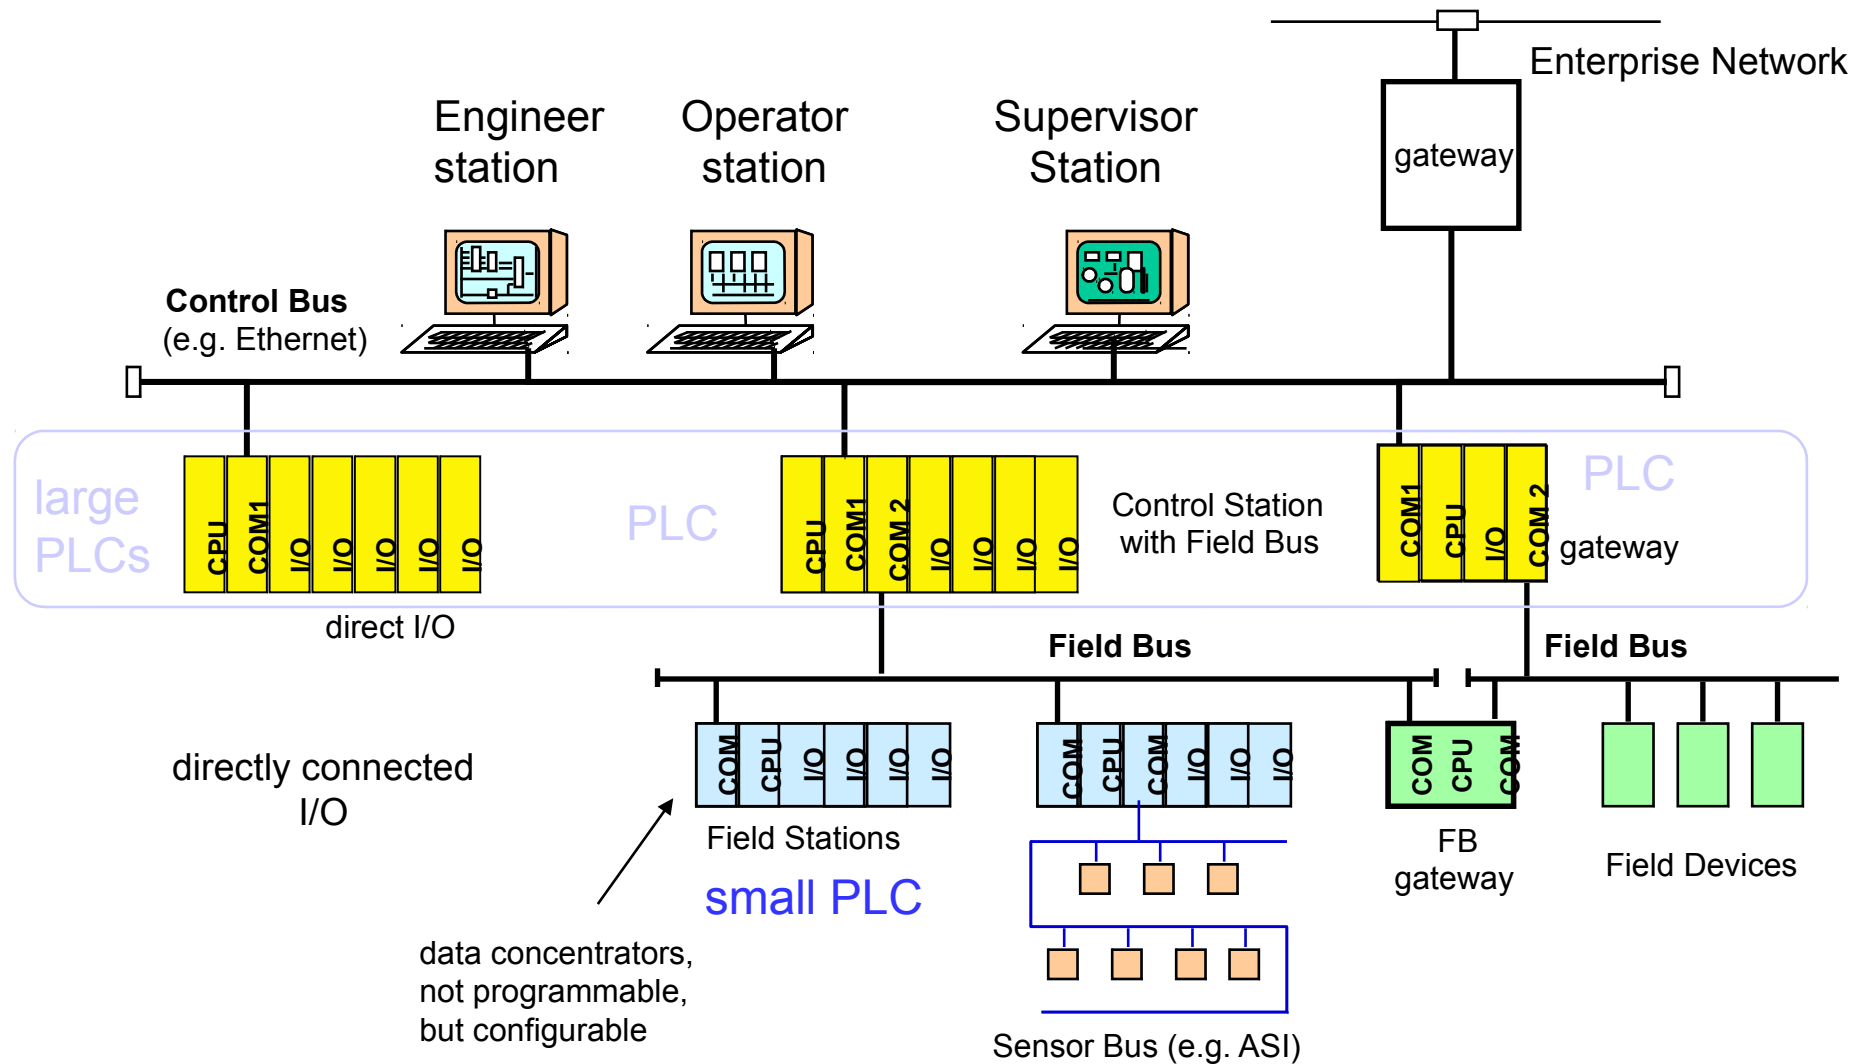 Enterprise Network
gateway
Engineer
station
Operator
station
Supervisor
Station
Control Bus
(e.g. Ethernet)
large
PLCs
CPU
COM1
I/O
I/O
I/O
I/O
I/O
direct I/O
PLC
CPU
COM1
COM 2
I/O
I/O
I/O
I/O
Control Station
with Field Bus
COM1
CPU
I/O
COM 2
PLC
gateway
Field Bus
Field Bus
directly connected
I/O
COM
CPU
I/O
I/O
I/O
I/O
Field Stations
small PLC
COM
CPU
COM
I/O
I/O
I/O
COM
CPU
COM
FB
gateway
Field Devices
data concentrators,
not programmable,
but configurable
Sensor Bus (e.g. ASI)